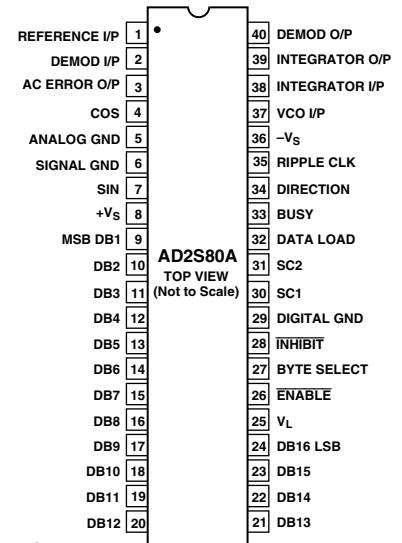 REFERENCE I/P 1
DEMOD I/P 2
AC ERROR O/P 3
COS 4
ANALOG GND 5
SIGNAL GND 6
SIN 7
+VS 8
MSB DB1 9
DB2 10
DB3 11
DB4 12
DB5 13
DB6 14
DB7 15
DB8 16
DB9 17
DB10 18
DB11 19
DB12 20
AD2S80A
TOP VIEW
(Not to Scale)
40 DEMOD O/P
39 INTEGRATOR O/P
38 INTEGRATOR I/P
37 VCO I/P
36 –VS
35 RIPPLE CLK
34 DIRECTION
33 BUSY
32 DATA LOAD
31 SC2
30 SC1
29 DIGITAL GND
28 INHIBIT
27 BYTE SELECT
26 ENABLE
25 VL
24 DB16 LSB
23 DB15
22 DB14
21 DB13